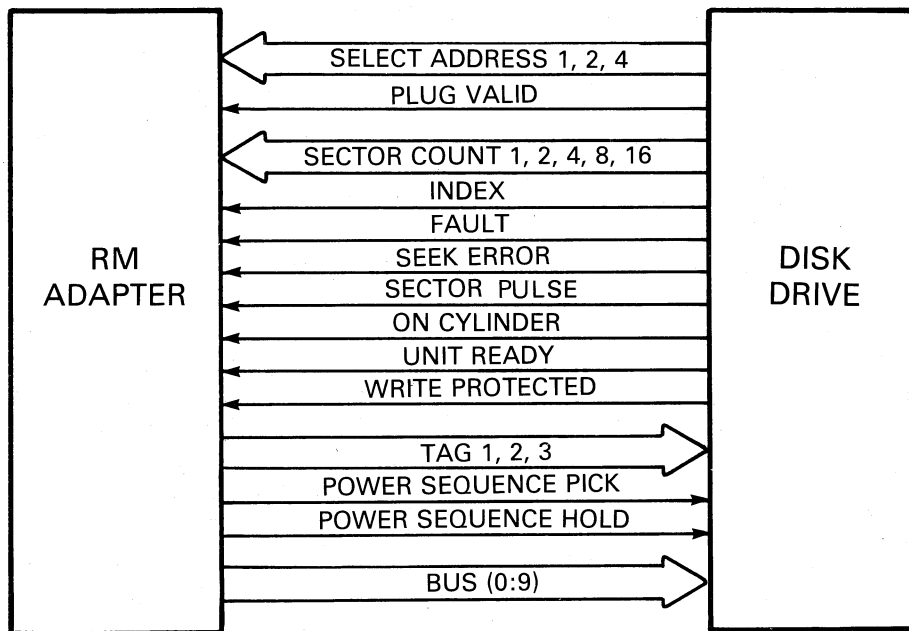 SELECT ADDRESS 1, 2, 4
PLUG VALID
SECTOR COUNT 1, 2, 4, 8, 16
INDEX
FAULT
SEEK ERROR
SECTOR PULSE
ON CYLINDER
UNIT READY
WRITE PROTECTED
TAG 1, 2, 3
POWER SEQUENCE PICK
POWER SEQUENCE HOLD
BUS (0:9)
RM
ADAPTER
DISK
DRIVE